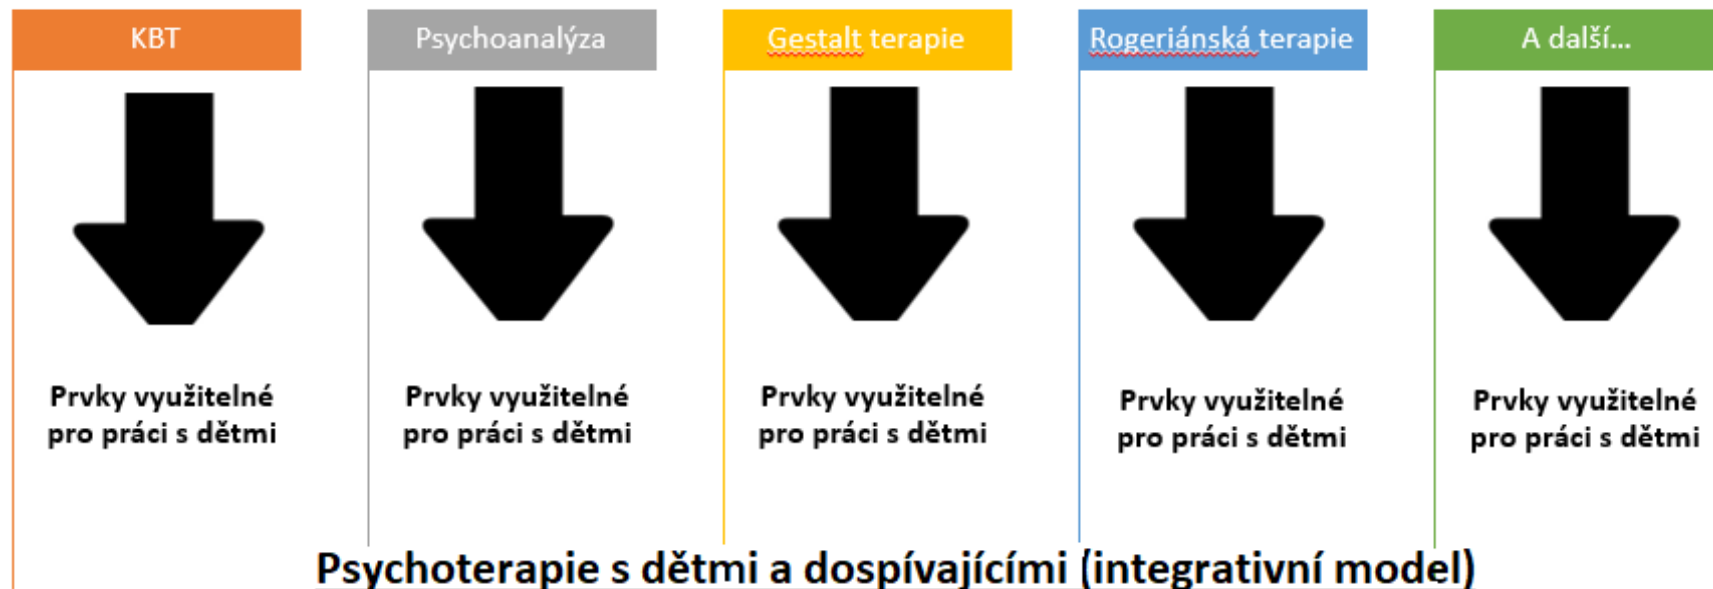 KBT
Psychoanalýza
Gestalt terapie
Rogeriánská terapie
A další...
Prvky využitelné
pro práci s dětmi
Prvky využitelné
pro práci s dětmi
Prvky využitelné
pro práci s dětmi
Prvky využitelné
pro práci s dětmi
Prvky využitelné
pro práci s dětmi
Psychoterapie s dětmi a dospívajícími (integrativní model)